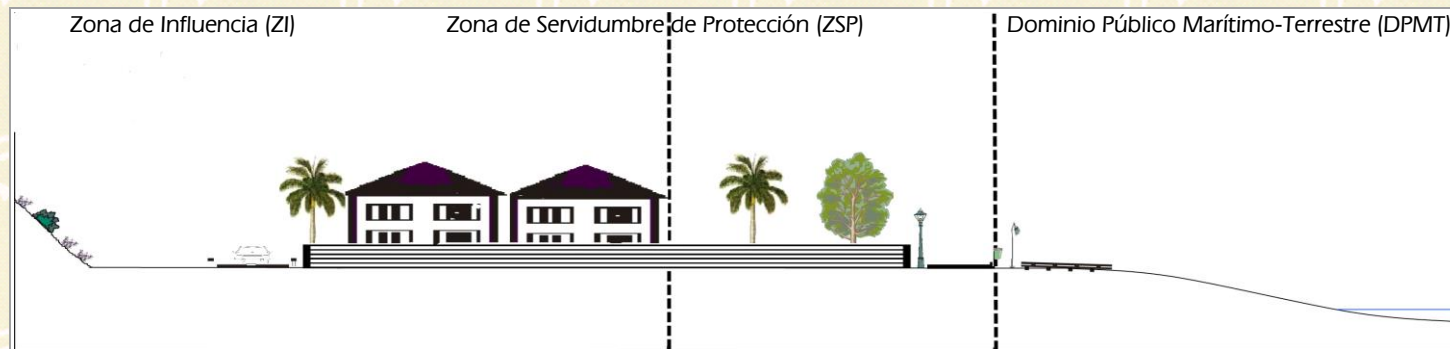 Zona de Influencia (ZI) Zona de Servidumbre de Protección (ZSP) Dominio Público Marítimo-Terrestre (DPMT)